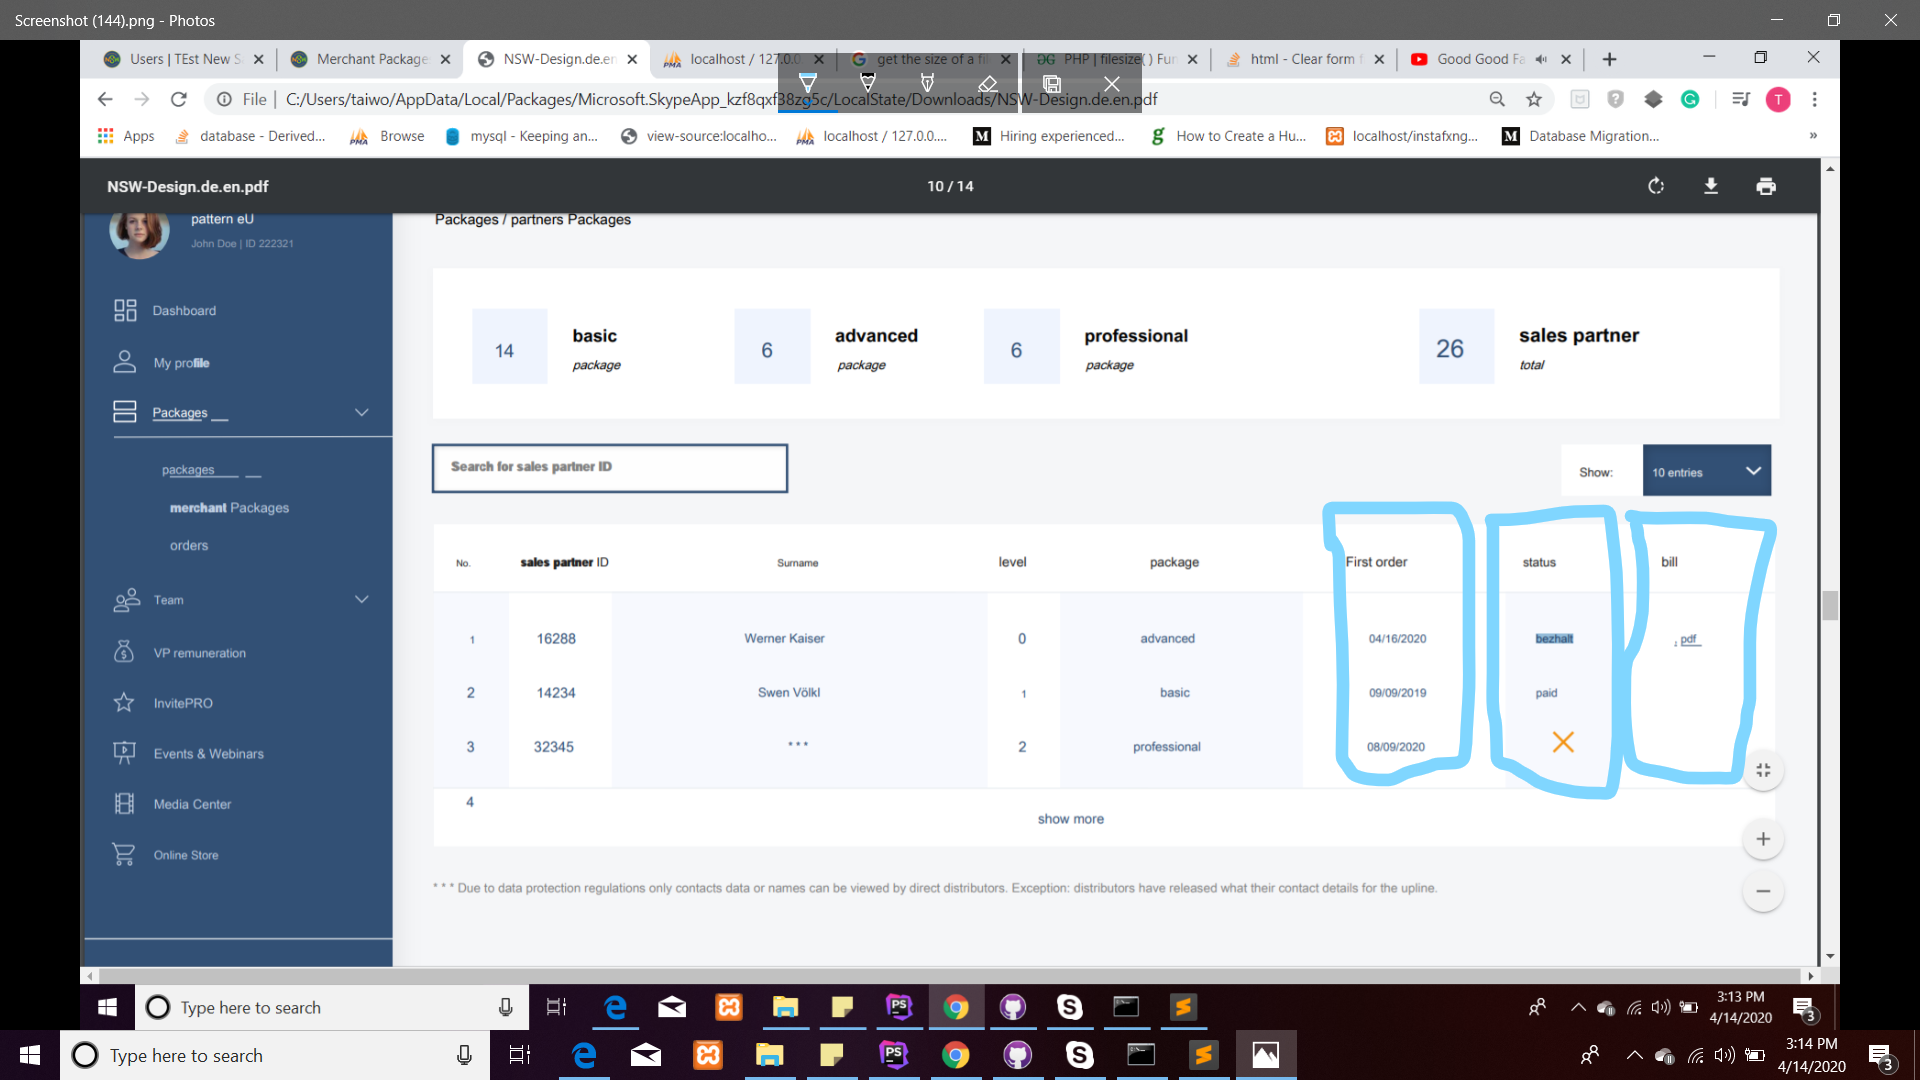 Screenshot (144).png - Photos
Users | TEst New S
Merchant Package
NSW-Design.de.en
localhost / 127.0.0
get the size of a fi
PHP | filesize( ) Fun
html - Clear form f
Good Good Fa
File | C:/Users/taiwo/AppData/Local/Packages/Microsoft.SkypeApp_kzf8qxf38zg5c/LocalState/Downloads/NSW-Design.de.en.pdf
T
Apps
database - Derived...
Browse
mysql - Keeping an...
view-source:localho...
localhost / 127.0.0....
Hiring experienced...
How to Create a Hu...
localhost/instafxng...
Database Migration...
»
NSW-Design.de.en.pdf
10 / 14
pattern eU
John Doe | ID 222321
Dashboard
My profile
Packages
packages
merchant Packages
orders
Team
VP remuneration
InvitePRO
Events & Webinars
Media Center
Online Store
Packages / partners Packages
14 basic package
6 advanced package
6 professional package
26 sales partner total
Search for sales partner ID
Show: 10 entries
No. sales partner ID Surname level package First order status bill
1 16288 Werner Kaiser 0 advanced 04/16/2020 bezhalt pdf
2 14234 Swen Völkl 1 basic 09/09/2019 paid
3 32345 * * * 2 professional 08/09/2020
4
show more
* * * Due to data protection regulations only contacts data or names can be viewed by direct distributors. Exception: distributors have released what their contact details for the upline.
Type here to search
3:13 PM
4/14/2020
3
Type here to search
3:14 PM
4/14/2020
3